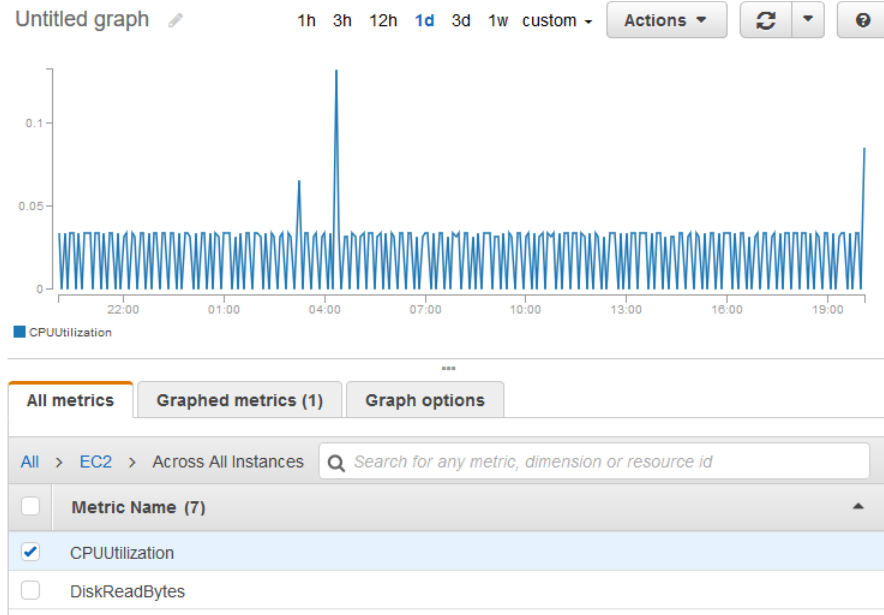 Untitled graph 1h 3h 12h 1d 3d 1w custom Actions
0.1
0.05
0
22:00 01:00 04:00 07:00 10:00 13:00 16:00 19:00
CPUUtilization
All metrics Graphed metrics (1) Graph options
All > EC2 > Across All Instances Search for any metric, dimension or resource id
Metric Name (7)
CPUUtilization
DiskReadBytes